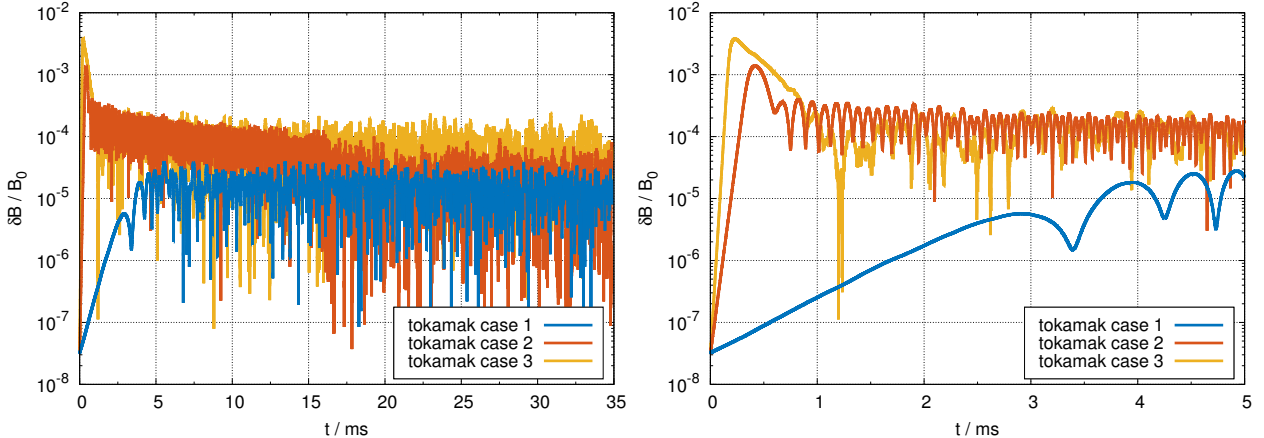 10⁻²
10⁻³
10⁻⁴
10⁻⁵
10⁻⁶
10⁻⁷
10⁻⁸
δB / B₀
0 5 10 15 20 25 30 35
t / ms
tokamak case 1
tokamak case 2
tokamak case 3
10⁻²
10⁻³
10⁻⁴
10⁻⁵
10⁻⁶
10⁻⁷
10⁻⁸
δB / B₀
0 1 2 3 4 5
t / ms
tokamak case 1
tokamak case 2
tokamak case 3